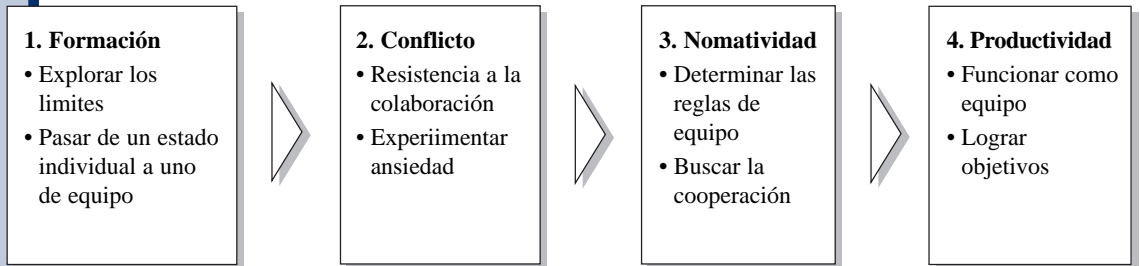 1. Formación
• Explorar los
limites
• Pasar de un estado
individual a uno
de equipo
2. Conflicto
• Resistencia a la
colaboración
• Experiimentar
ansiedad
3. Nomatividad
• Determinar las
reglas de
equipo
• Buscar la
cooperación
4. Productividad
• Funcionar como
equipo
• Lograr
objetivos